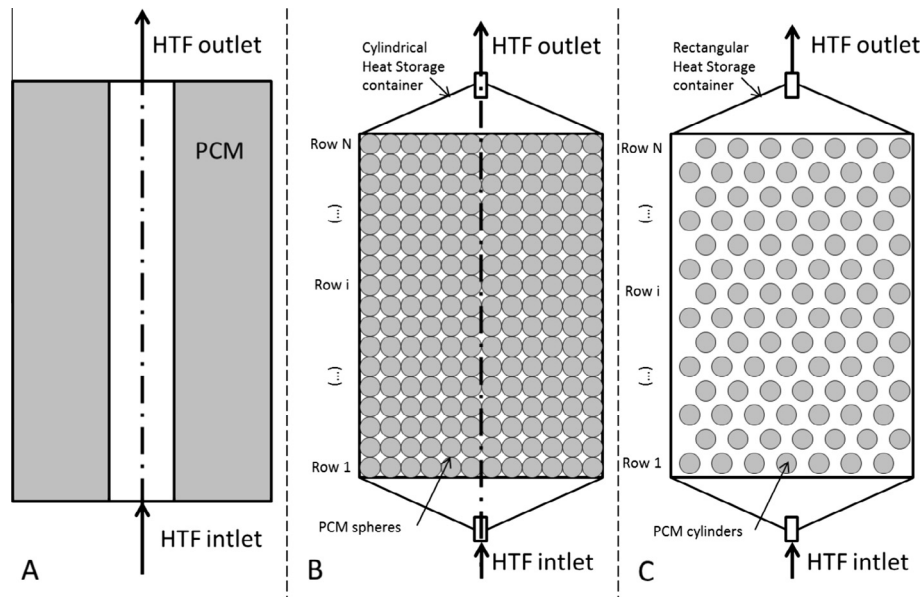 HTF outlet
PCM
HTF intlet
A
HTF outlet
Cylindrical
Heat Storage
container
Row N
(...)
Row i
(...)
Row 1
PCM spheres
HTF intlet
B
HTF outlet
Rectangular
Heat Storage
container
Row N
(...)
Row i
(...)
Row 1
PCM cylinders
HTF intlet
C